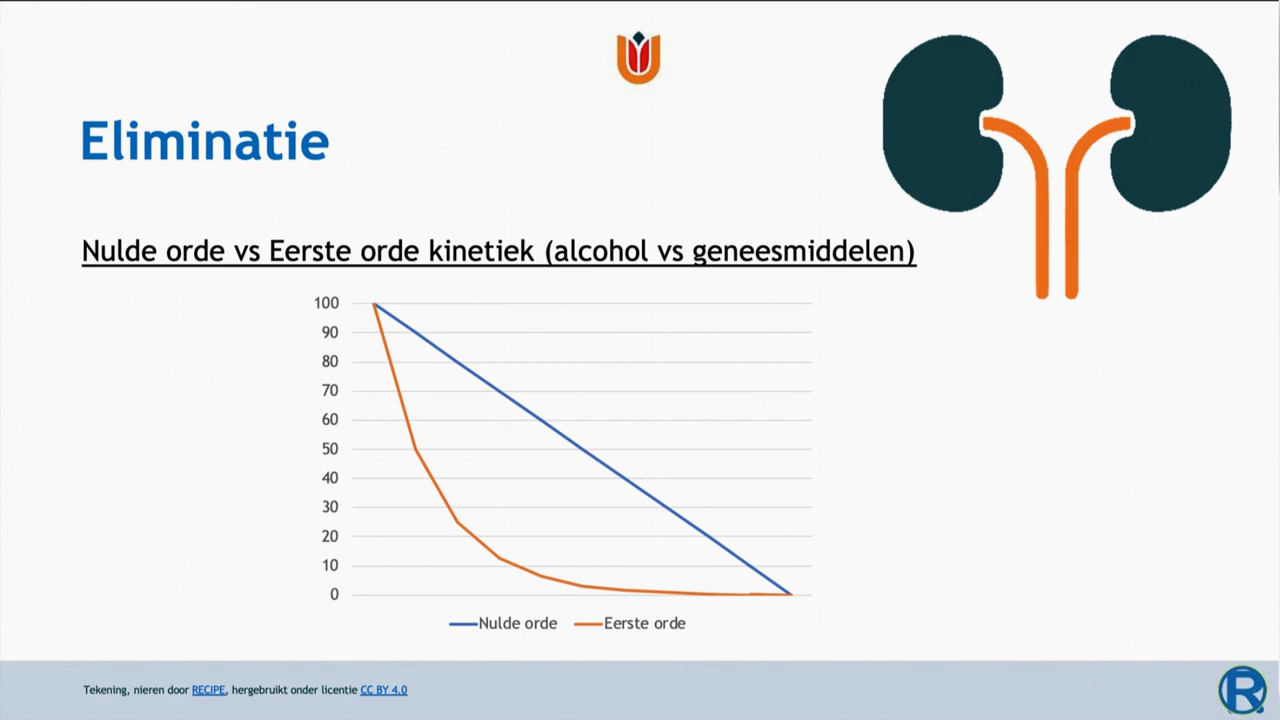 Eliminatie
Nulde orde vs Eerste orde kinetiek (alcohol vs geneesmiddelen)
100
90
80
70
60
50
40
30
20
10
0
Nulde orde Eerste orde
Tekening, nieren door RECIPE, hergebruikt onder licentie CC BY 4.0
R